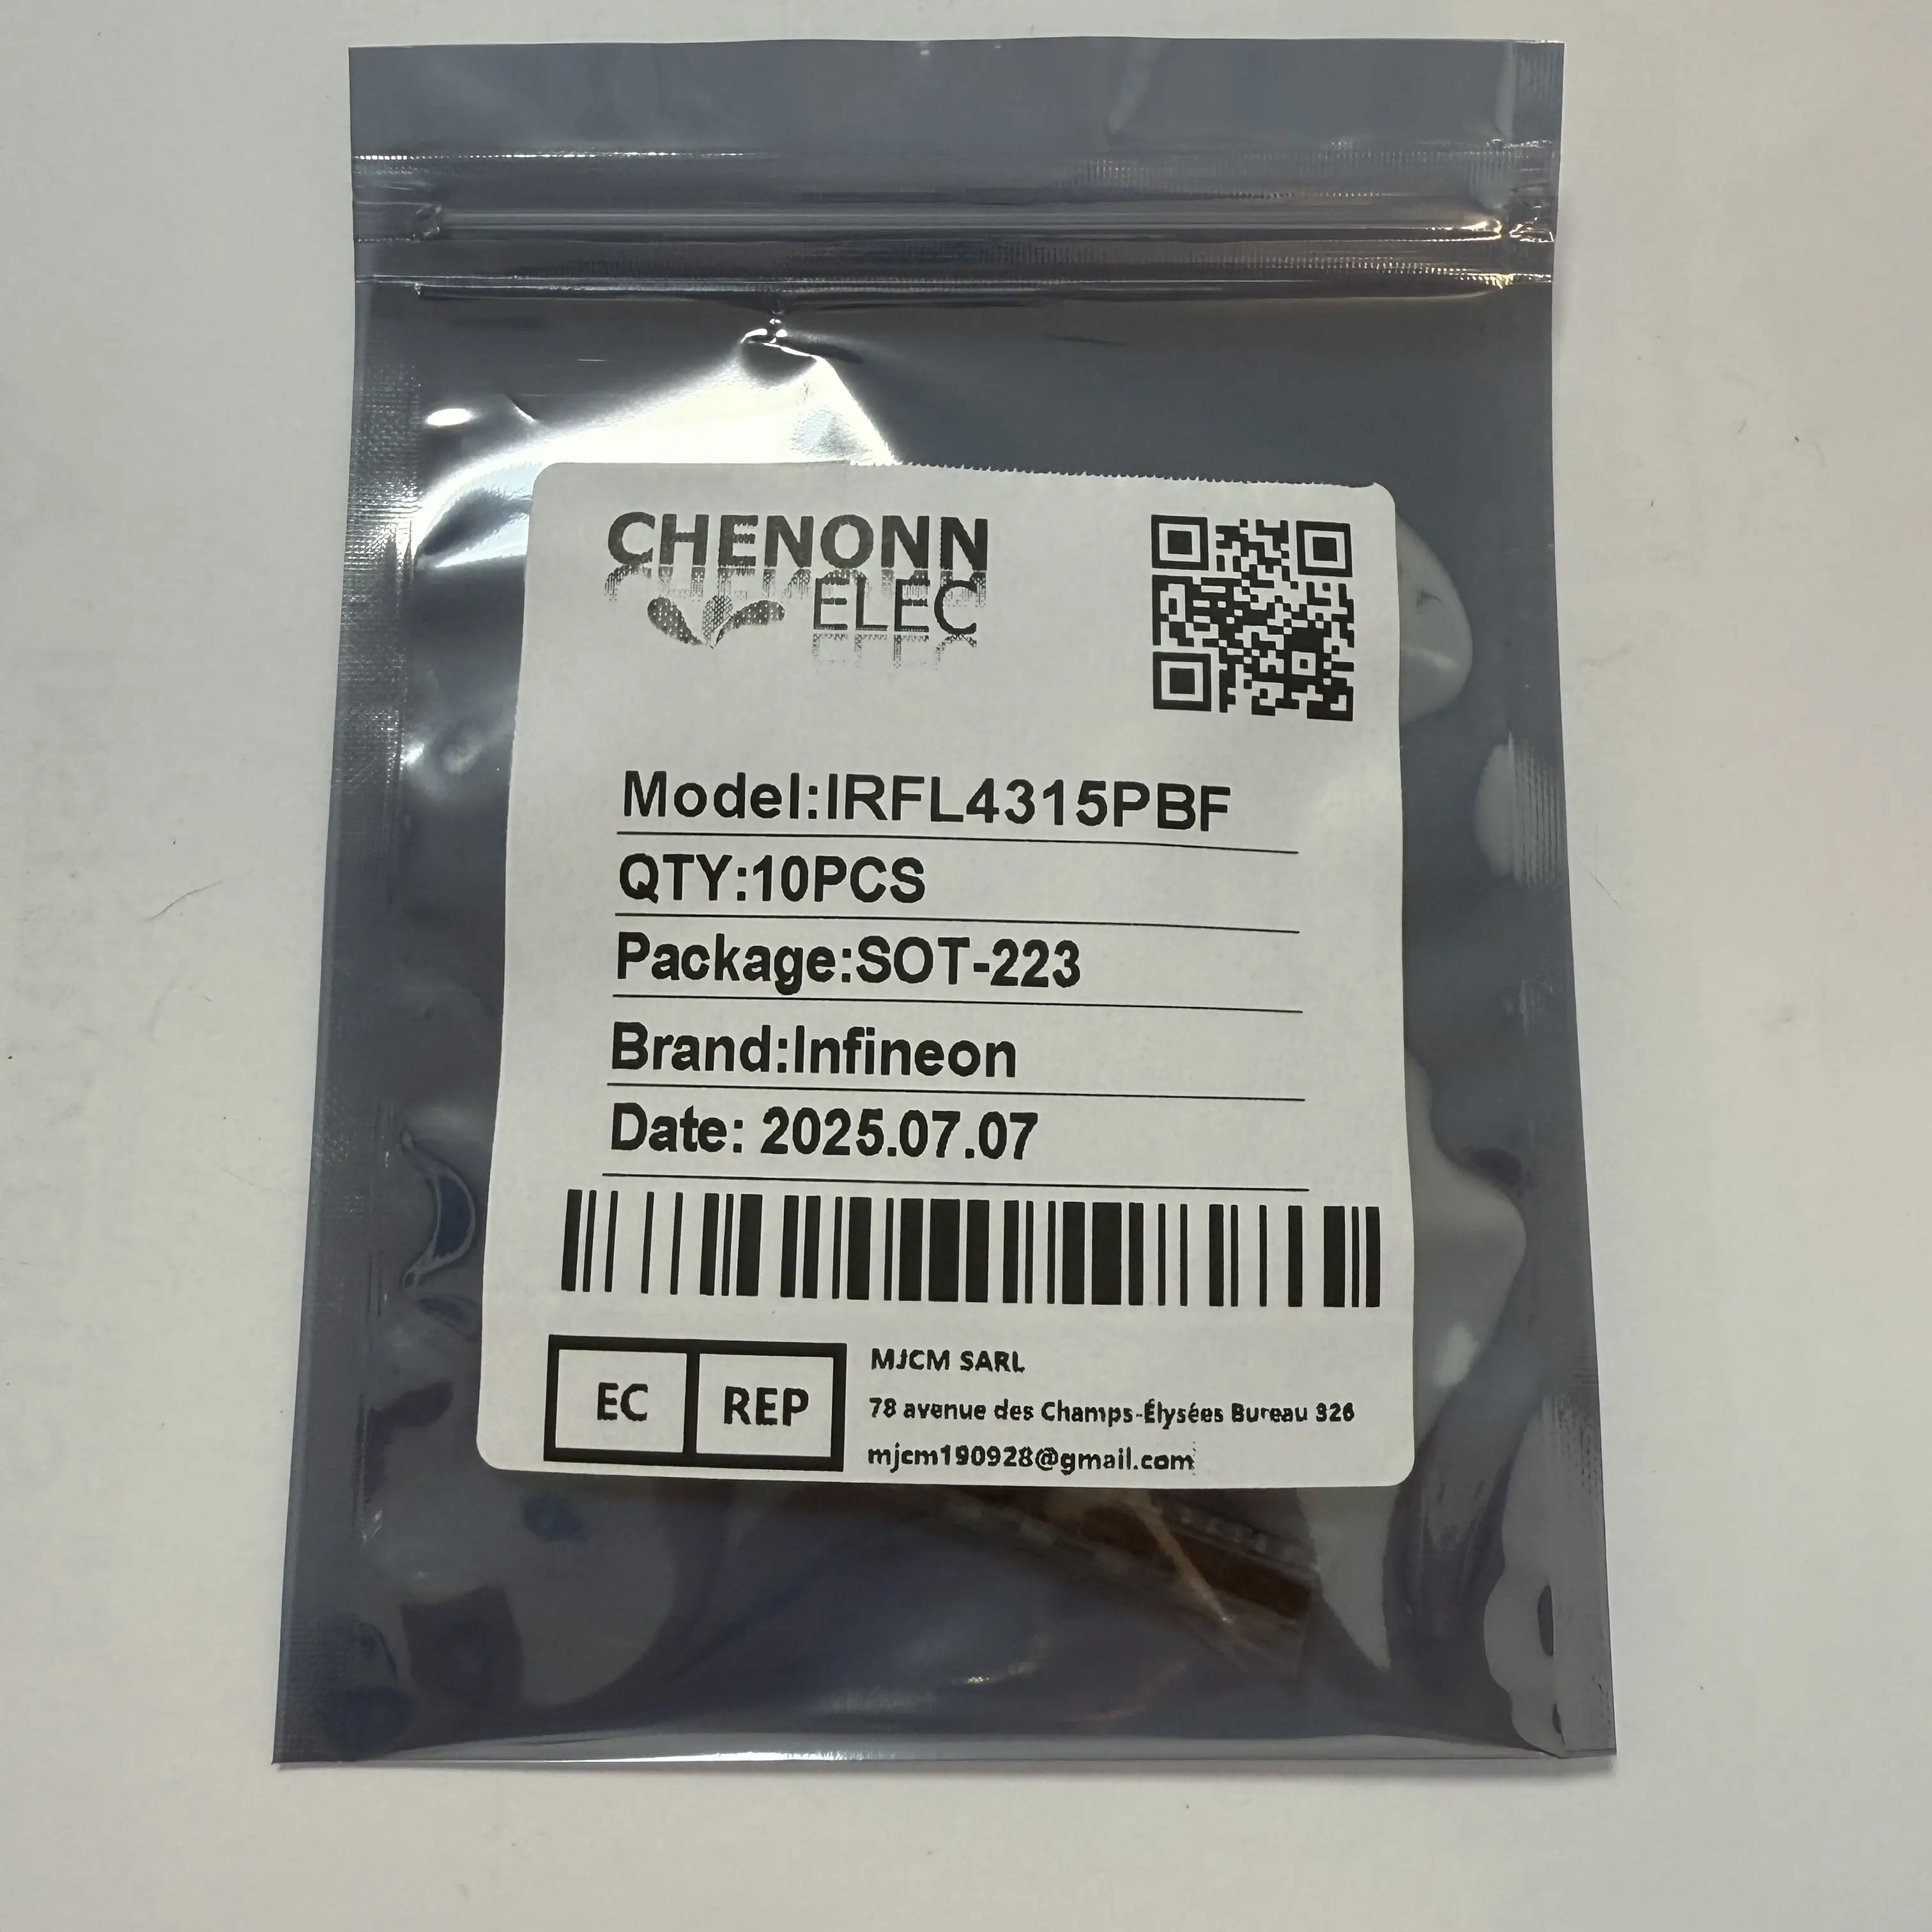 CHENONN
ELEC
Model:IRFL4315PBF
QTY:10PCS
Package:SOT-223
Brand:Infineon
Date: 2025.07.07
EC REP
MJCM SARL
78 avenue des Champs-Élysées Bureau 326
mjcm190928@gmail.com